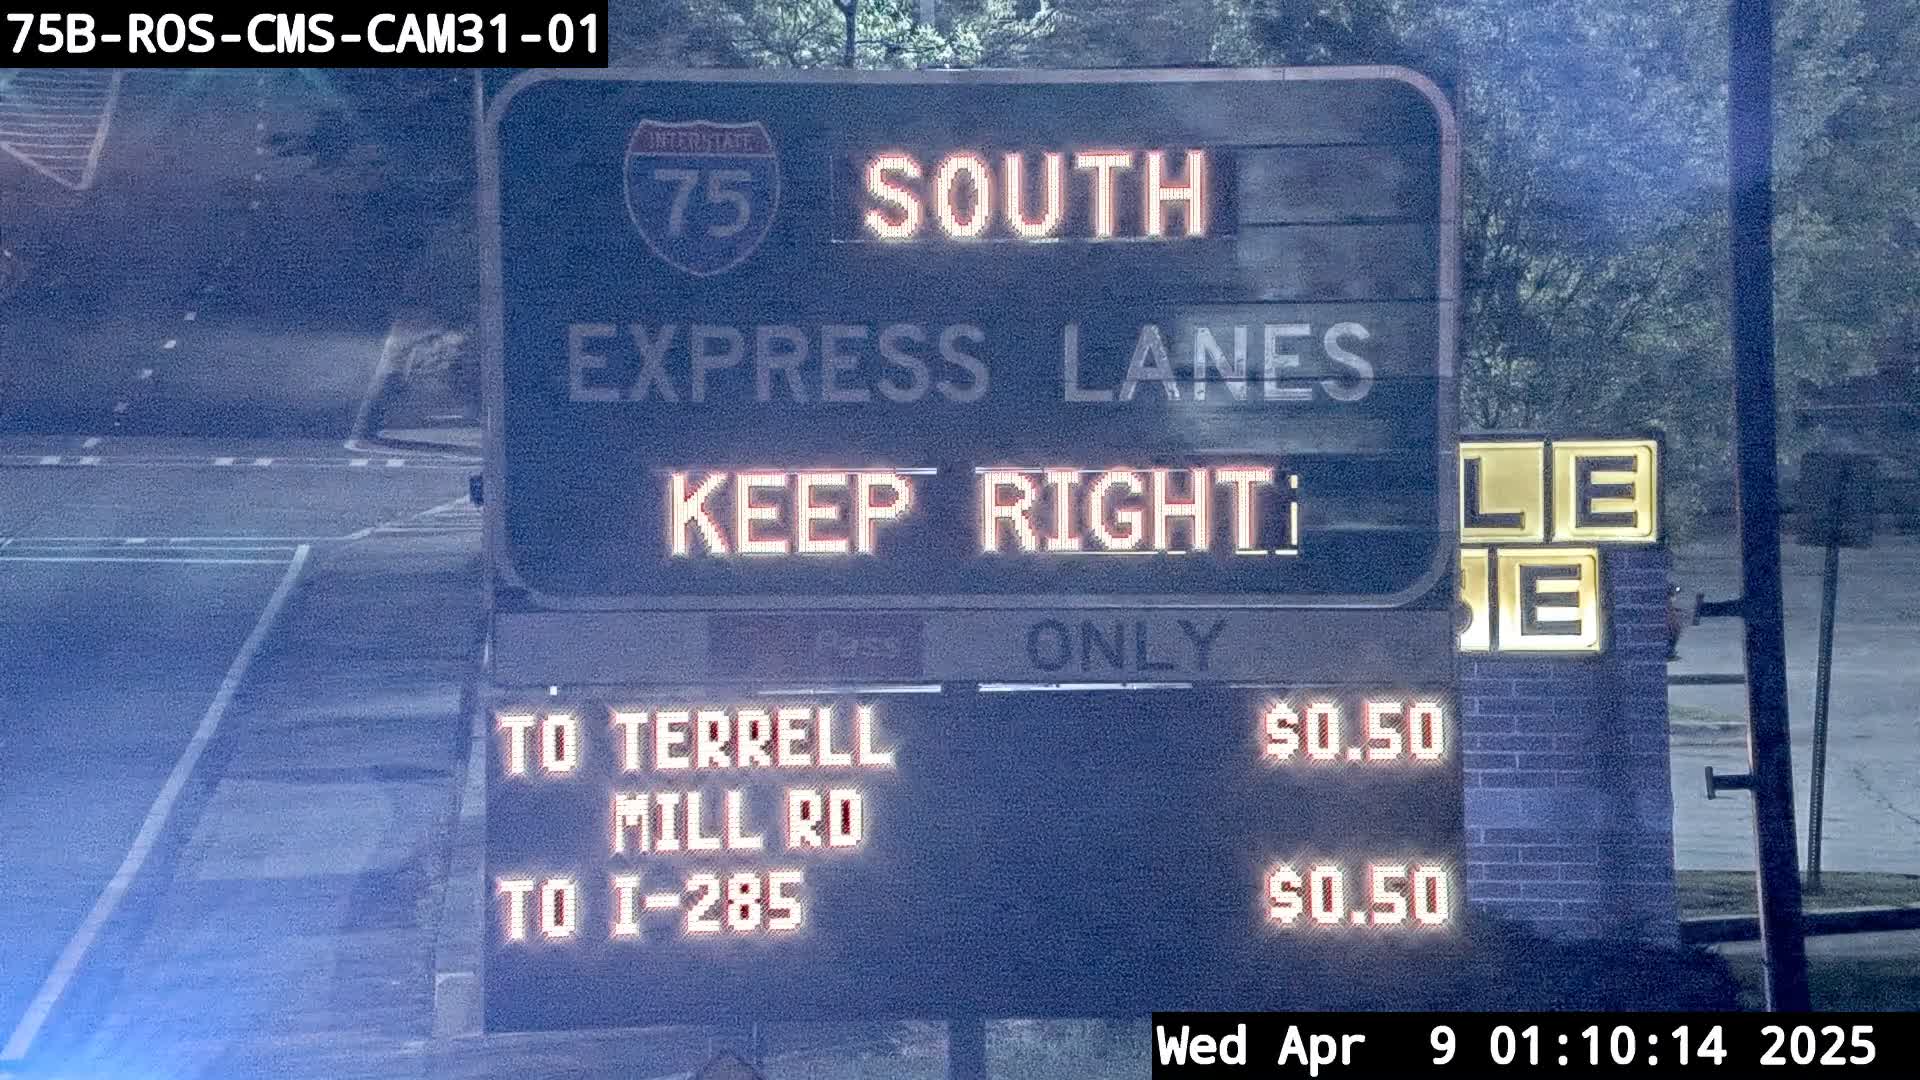 75B-ROS-CMS-CAM31-01
INTERSTATE
75
SOUTH
EXPRESS LANES
KEEP RIGHT
ONLY
TO TERRELL $0.50
MILL RD
TO I-285 $0.50
LE
E
Wed Apr 9 01:10:14 2025